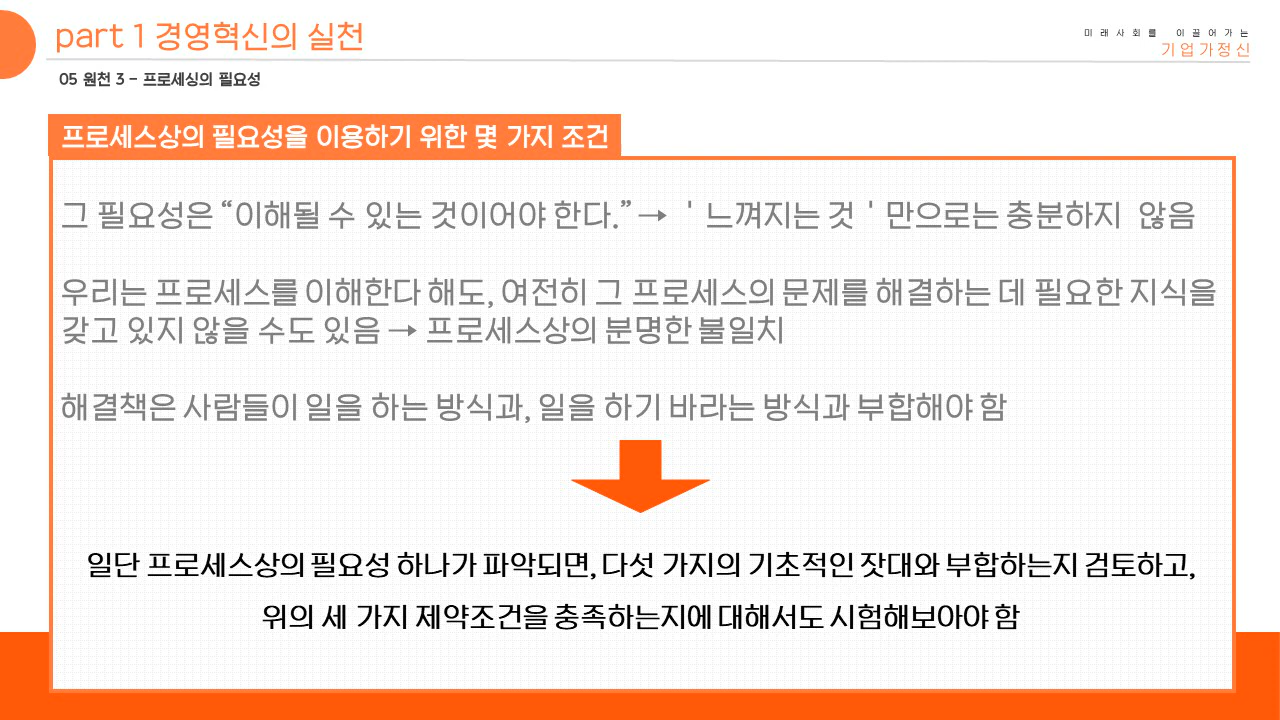 part 1 경영혁신의 실천
미래사회를 이끌어가는
기업가정신
05 원천 3 – 프로세싱의 필요성
프로세스상의 필요성을 이용하기 위한 몇 가지 조건
그 필요성은 “이해될 수 있는 것이어야 한다.” → ＇느껴지는 것＇만으로는 충분하지 않음
우리는 프로세스를 이해한다 해도, 여전히 그 프로세스의 문제를 해결하는 데 필요한 지식을
갖고 있지 않을 수도 있음 → 프로세스상의 분명한 불일치
해결책은 사람들이 일을 하는 방식과, 일을 하기 바라는 방식과 부합해야 함
일단 프로세스상의 필요성 하나가 파악되면, 다섯 가지의 기초적인 잣대와 부합하는지 검토하고,
위의 세 가지 제약조건을 충족하는지에 대해서도 시험해보아야 함